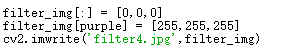 filter_img[:] = [0,0,0]
filter_img[purple] = [255,255,255]
cv2.imwrite('filter4.jpg',filter_img)